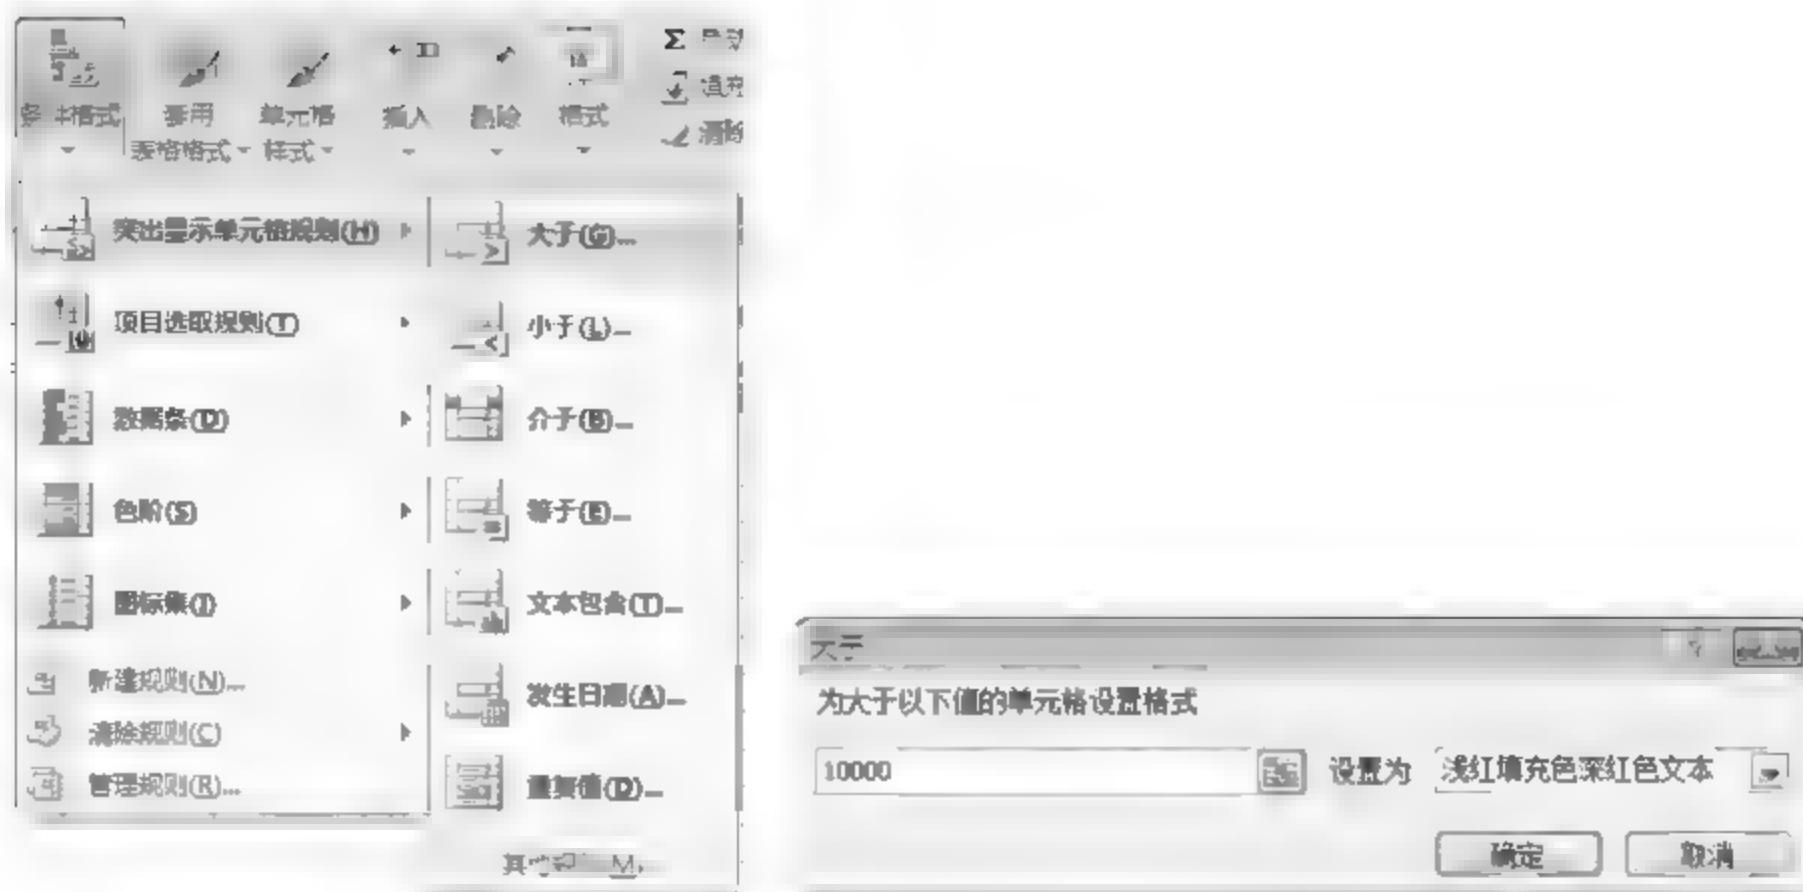 Σ
填充
条件格式 套用 单元格 插入 删除 格式
清除
表格格式 样式
突出显示单元格规则(H)
项目选取规则(T)
数据条(D)
色阶(S)
图标集(I)
新建规则(N)...
清除规则(C)
管理规则(R)...
大于(G)...
小于(L)...
介于(B)...
等于(E)...
文本包含(T)...
发生日期(A)...
重复值(D)...
大于
为大于以下值的单元格设置格式
10000 设置为 浅红填充色深红色文本
确定 取消